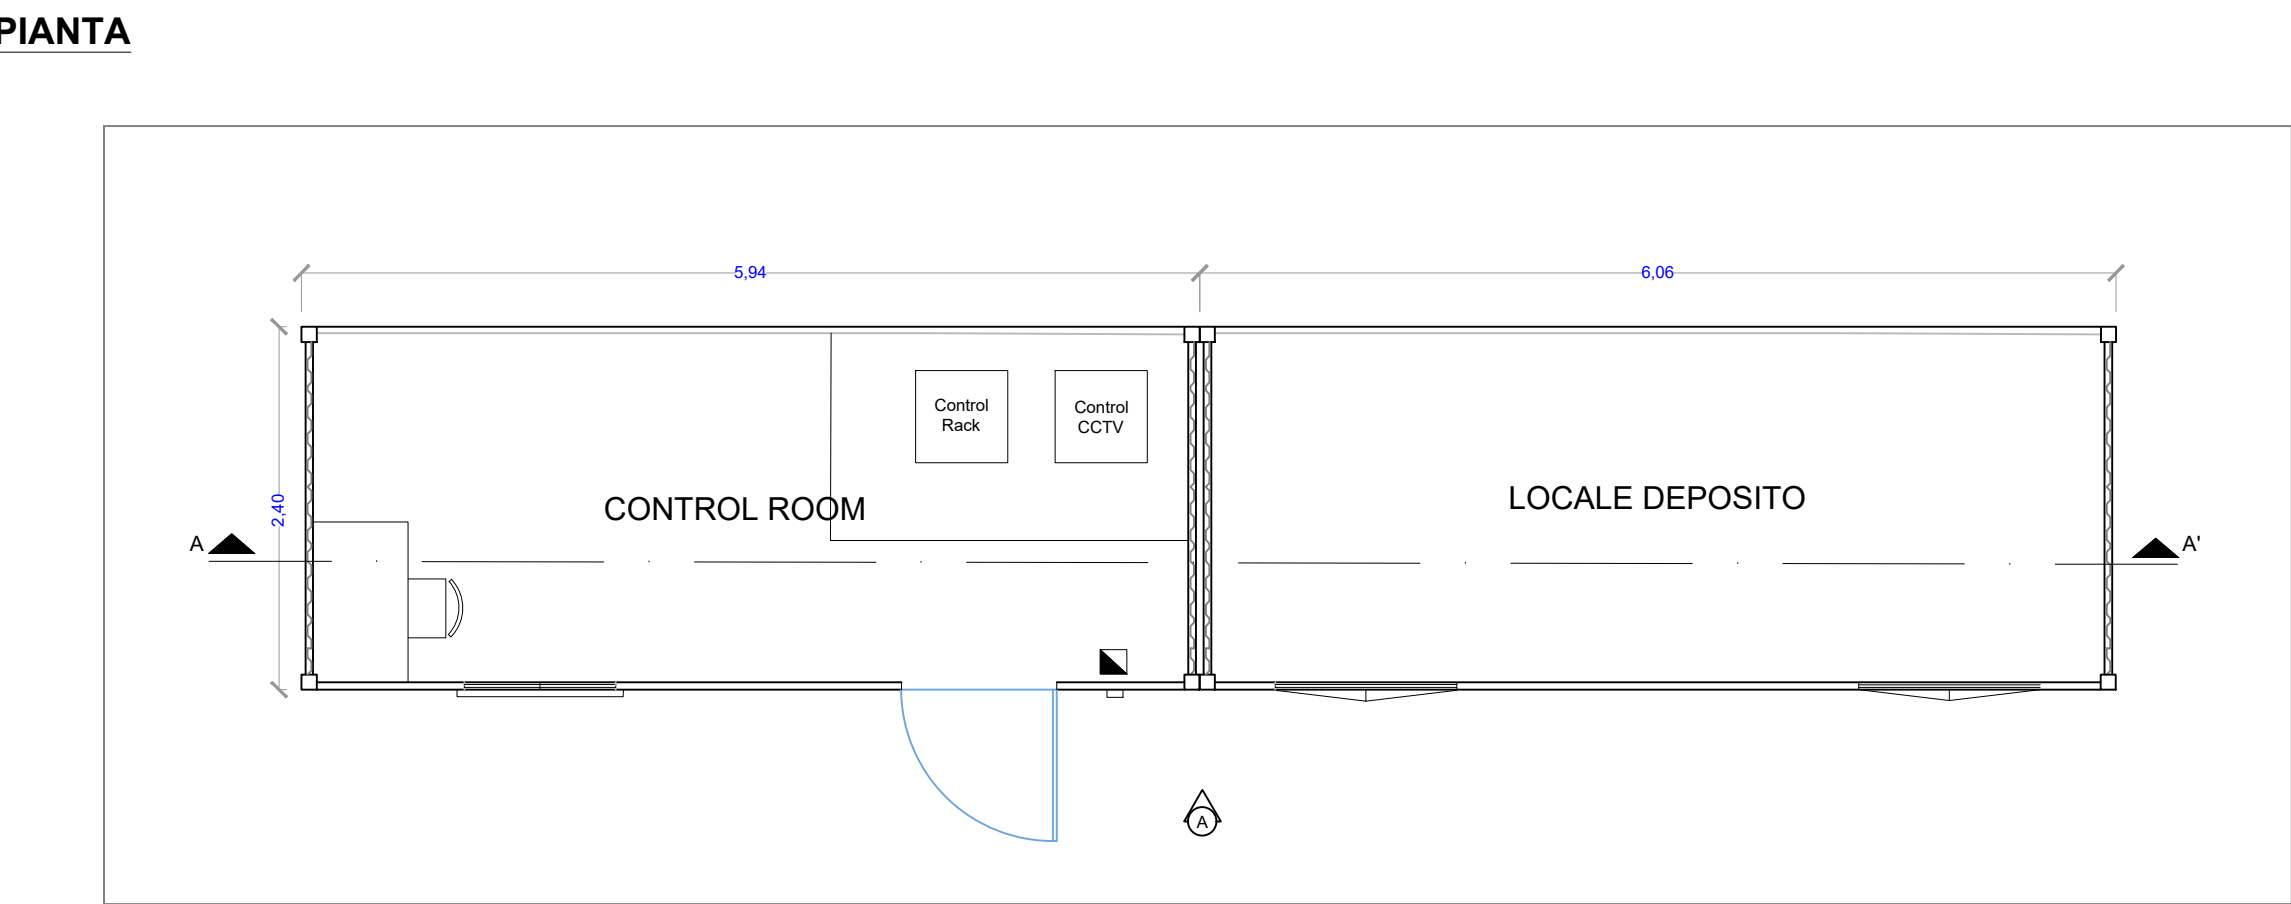 PIANTA
5,94
6,06
Control
Rack
Control
CCTV
2,40
CONTROL ROOM
LOCALE DEPOSITO
A
A'
A